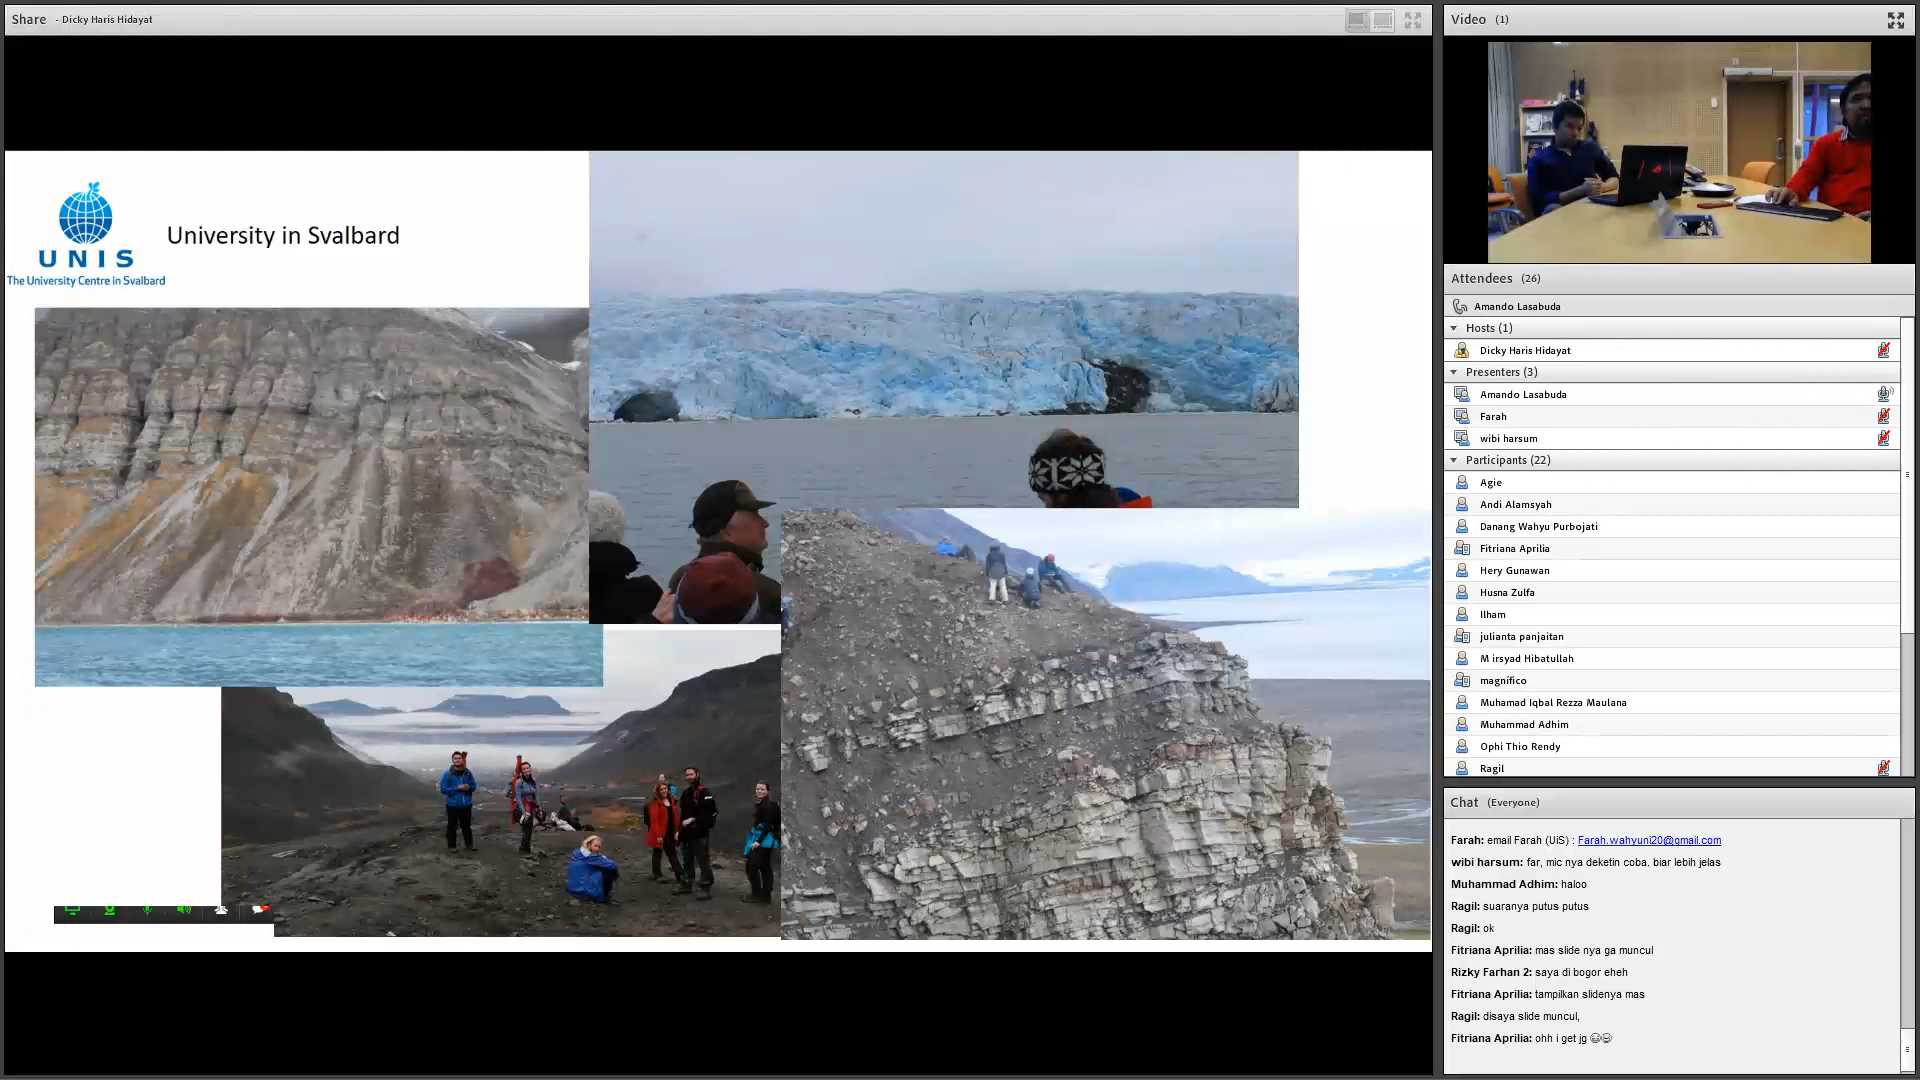 Share - Dicky Haris Hidayat
UNIS
The University Centre in Svalbard
University in Svalbard
Video (1)
Attendees (26)
Amando Lasabuda
Hosts (1)
Dicky Haris Hidayat
Presenters (3)
Amando Lasabuda
Farah
wibi harsum
Participants (22)
Agie
Andi Alamsyah
Danang Wahyu Purbojati
Fitriana Aprilia
Hery Gunawan
Husna Zulfa
Ilham
julianta panjaitan
M irsyad Hibatullah
magnífico
Muhamad Iqbal Rezza Maulana
Muhammad Adhim
Ophi Thio Rendy
Ragil
Chat (Everyone)
Farah: email Farah (UiS) : Farah.wahyuni20@gmail.com
wibi harsum: far, mic nya deketin coba. biar lebih jelas
Muhammad Adhim: haloo
Ragil: suaranya putus putus
Ragil: ok
Fitriana Aprilia: mas slide nya ga muncul
Rizky Farhan 2: saya di bogor eheh
Fitriana Aprilia: tampilkan slidenya mas
Ragil: disaya slide muncul,
Fitriana Aprilia: ohh i get jg 😂😂